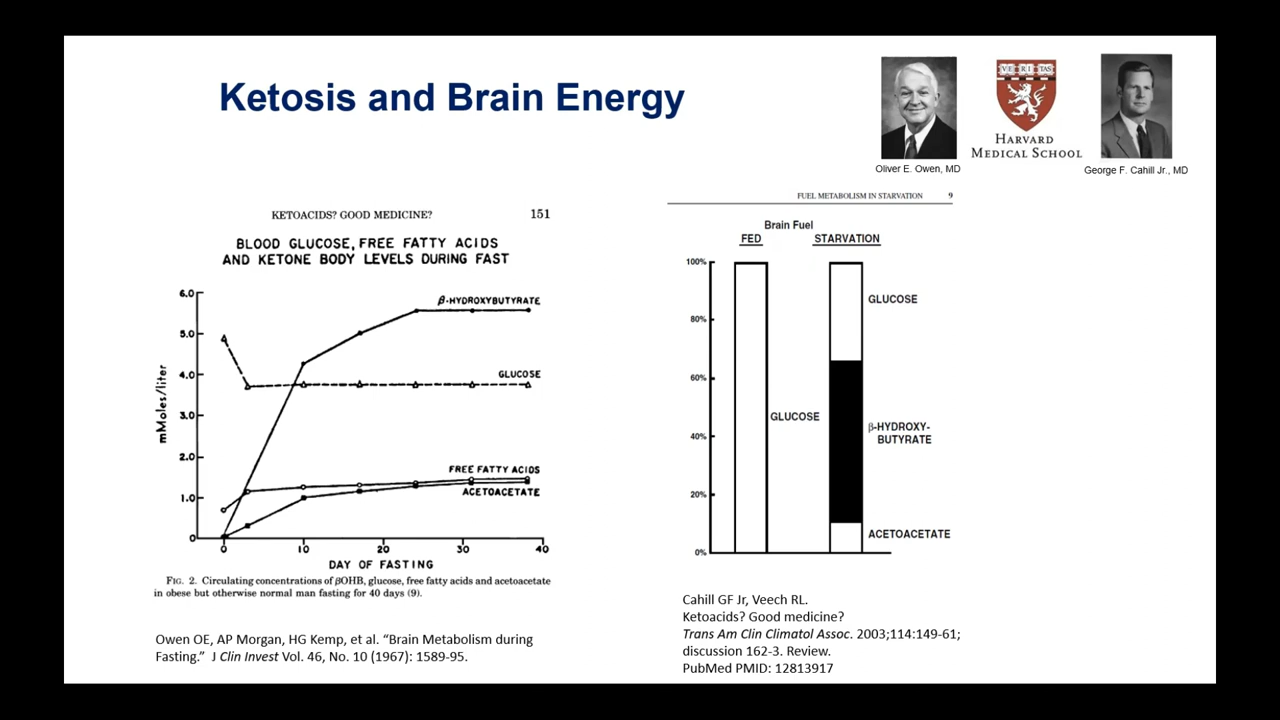 Ketosis and Brain Energy
VE RI TAS
HARVARD
MEDICAL SCHOOL
Oliver E. Owen, MD
George F. Cahill Jr., MD
KETOACIDS? GOOD MEDICINE? 151
BLOOD GLUCOSE, FREE FATTY ACIDS
AND KETONE BODY LEVELS DURING FAST
mMoles/liter
6.0
5.0
4.0
3.0
2.0
1.0
0
β-HYDROXYBUTYRATE
GLUCOSE
FREE FATTY ACIDS
ACETOACETATE
0 10 20 30 40
DAY OF FASTING
FIG. 2. Circulating concentrations of βOHB, glucose, free fatty acids and acetoacetate
in obese but otherwise normal man fasting for 40 days (9).
Owen OE, AP Morgan, HG Kemp, et al. “Brain Metabolism during
Fasting.” J Clin Invest Vol. 46, No. 10 (1967): 1589-95.
FUEL METABOLISM IN STARVATION 9
Brain Fuel
FED STARVATION
100%
80%
60%
40%
20%
0%
GLUCOSE
GLUCOSE
β-HYDROXY-
BUTYRATE
ACETOACETATE
Cahill GF Jr, Veech RL.
Ketoacids? Good medicine?
Trans Am Clin Climatol Assoc. 2003;114:149-61;
discussion 162-3. Review.
PubMed PMID: 12813917